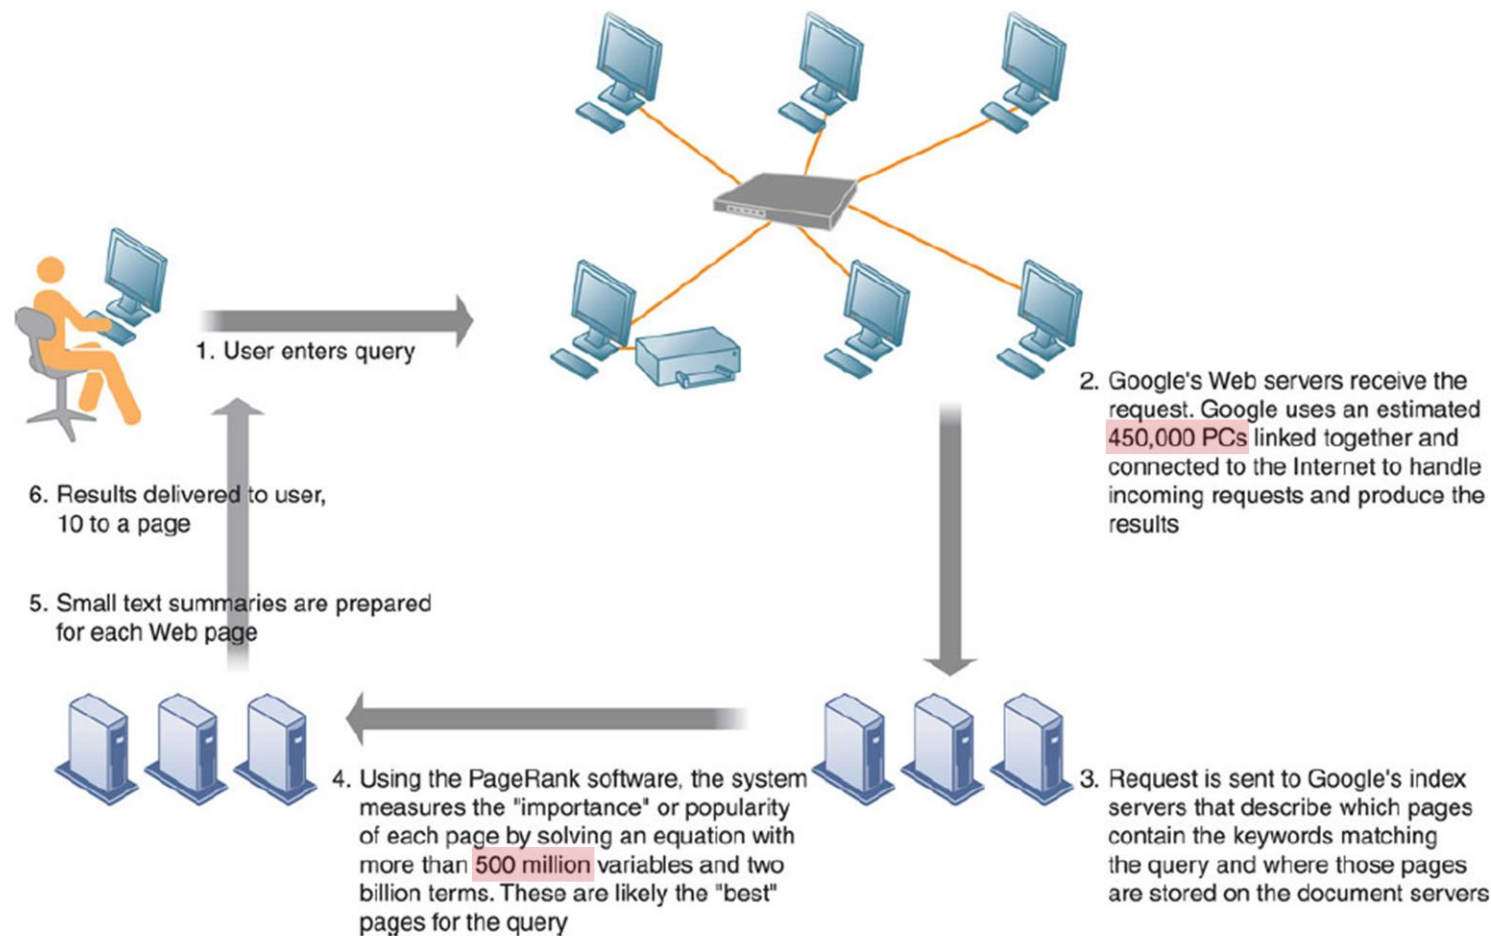 1. User enters query
2. Google's Web servers receive the
request. Google uses an estimated
450,000 PCs linked together and
connected to the Internet to handle
incoming requests and produce the
results
3. Request is sent to Google's index
servers that describe which pages
contain the keywords matching
the query and where those pages
are stored on the document servers
4. Using the PageRank software, the system
measures the "importance" or popularity
of each page by solving an equation with
more than 500 million variables and two
billion terms. These are likely the "best"
pages for the query
5. Small text summaries are prepared
for each Web page
6. Results delivered to user,
10 to a page